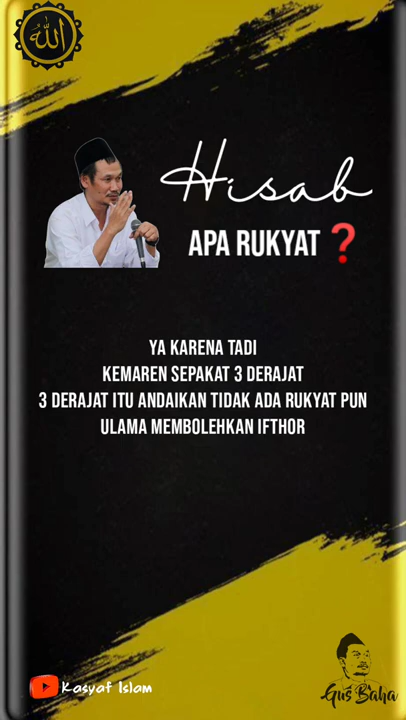 الله
Hisab
APA RUKYAT ❓
YA KARENA TADI
KEMAREN SEPAKAT 3 DERAJAT
3 DERAJAT ITU ANDAIKAN TIDAK ADA RUKYAT PUN
ULAMA MEMBOLEHKAN IFTHOR
Kasyaf Islam
Gus Baha